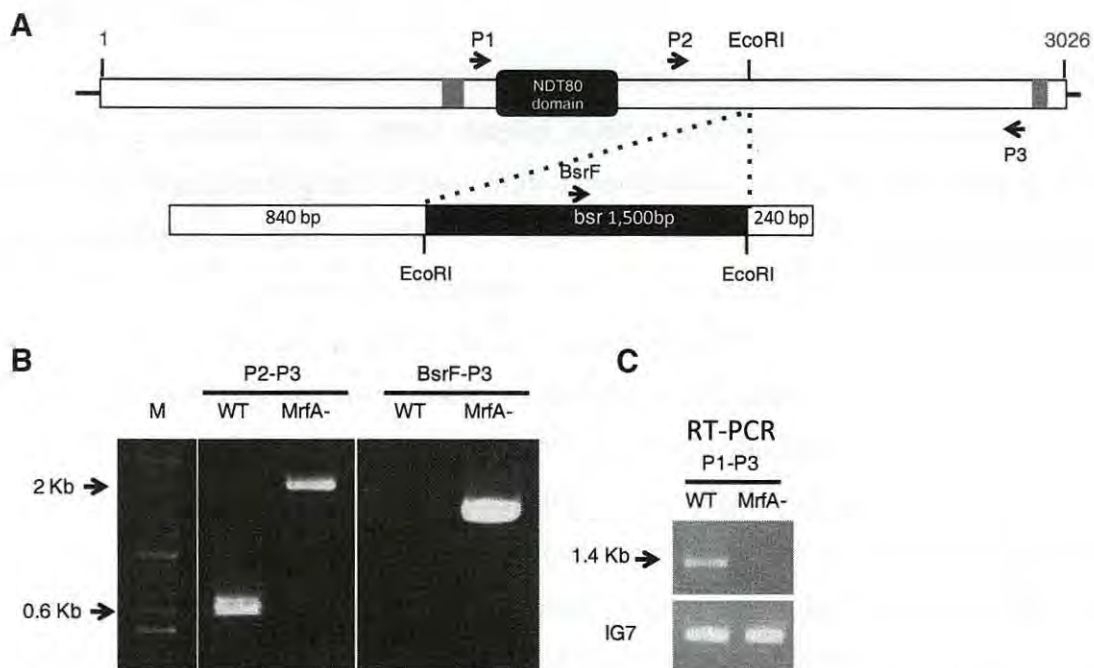 A
1 P1 P2 EcoRI 3026
NDT80
domain
P3
BsrF
840 bp bsr 1,500bp 240 bp
EcoRI EcoRI
B
P2-P3 BsrF-P3
M WT MrfA- WT MrfA-
2 Kb
0.6 Kb
C
RT-PCR
P1-P3
WT MrfA-
1.4 Kb
IG7